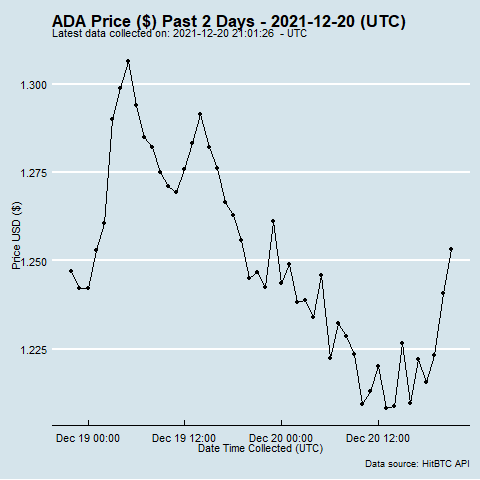 ADA Price ($) Past 2 Days - 2021-12-20 (UTC)
Latest data collected on: 2021-12-20 21:01:26  - UTC
1.300
1.275
1.250
1.225
Price USD ($)
Dec 19 00:00 Dec 19 12:00 Dec 20 00:00 Dec 20 12:00
Date Time Collected (UTC)
Data source: HitBTC API